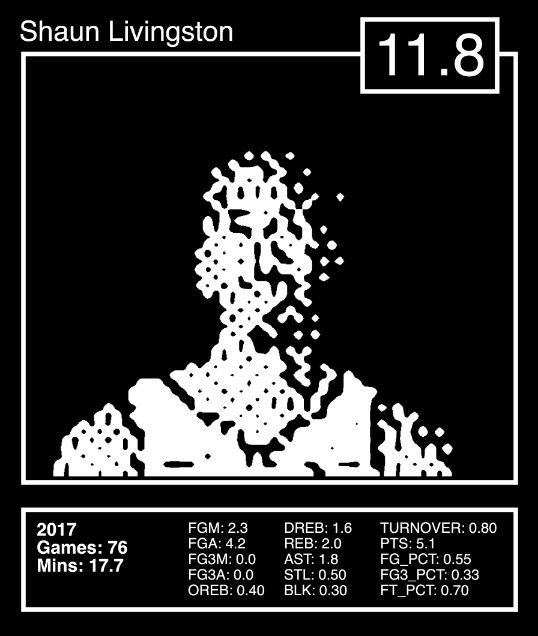 Shaun Livingston
11.8
2017
Games: 76
Mins: 17.7
FGM: 2.3
FGA: 4.2
FG3M: 0.0
FG3A: 0.0
OREB: 0.40
DREB: 1.6
REB: 2.0
AST: 1.8
STL: 0.50
BLK: 0.30
TURNOVER: 0.80
PTS: 5.1
FG_PCT: 0.55
FG3_PCT: 0.33
FT_PCT: 0.70